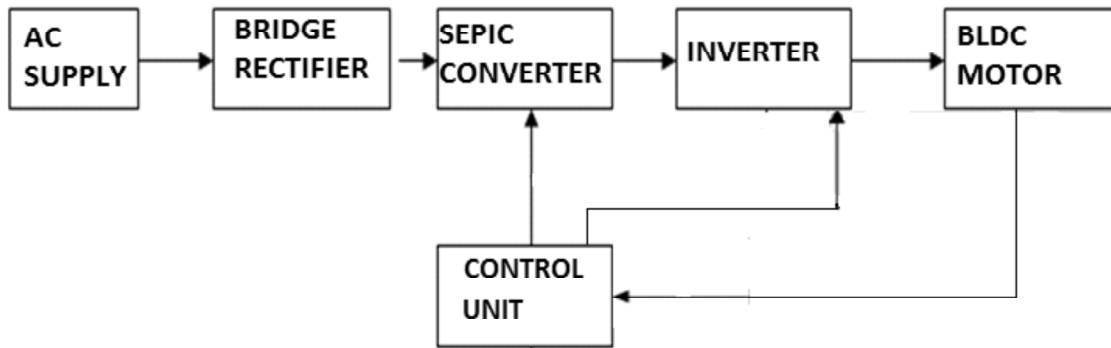 AC
SUPPLY
BRIDGE
RECTIFIER
SEPIC
CONVERTER
INVERTER
BLDC
MOTOR
CONTROL
UNIT